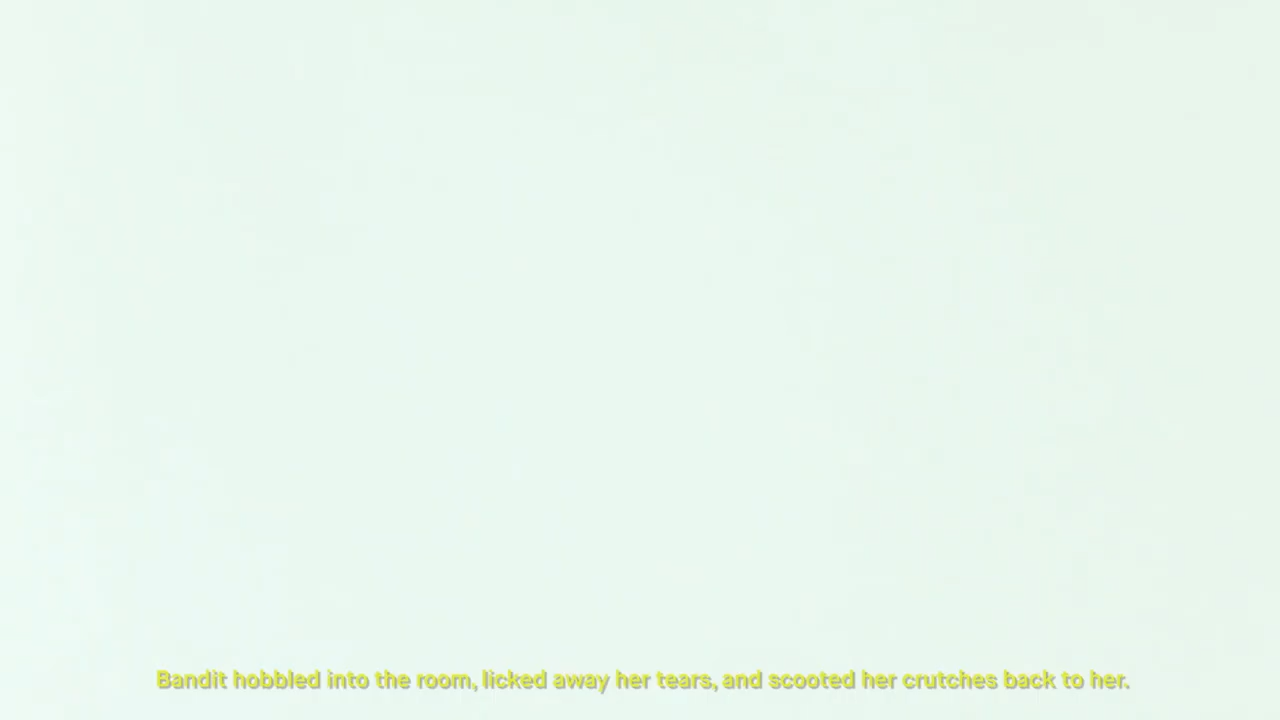 Bandit hobbled into the room, licked away her tears, and scooted her crutches back to her.